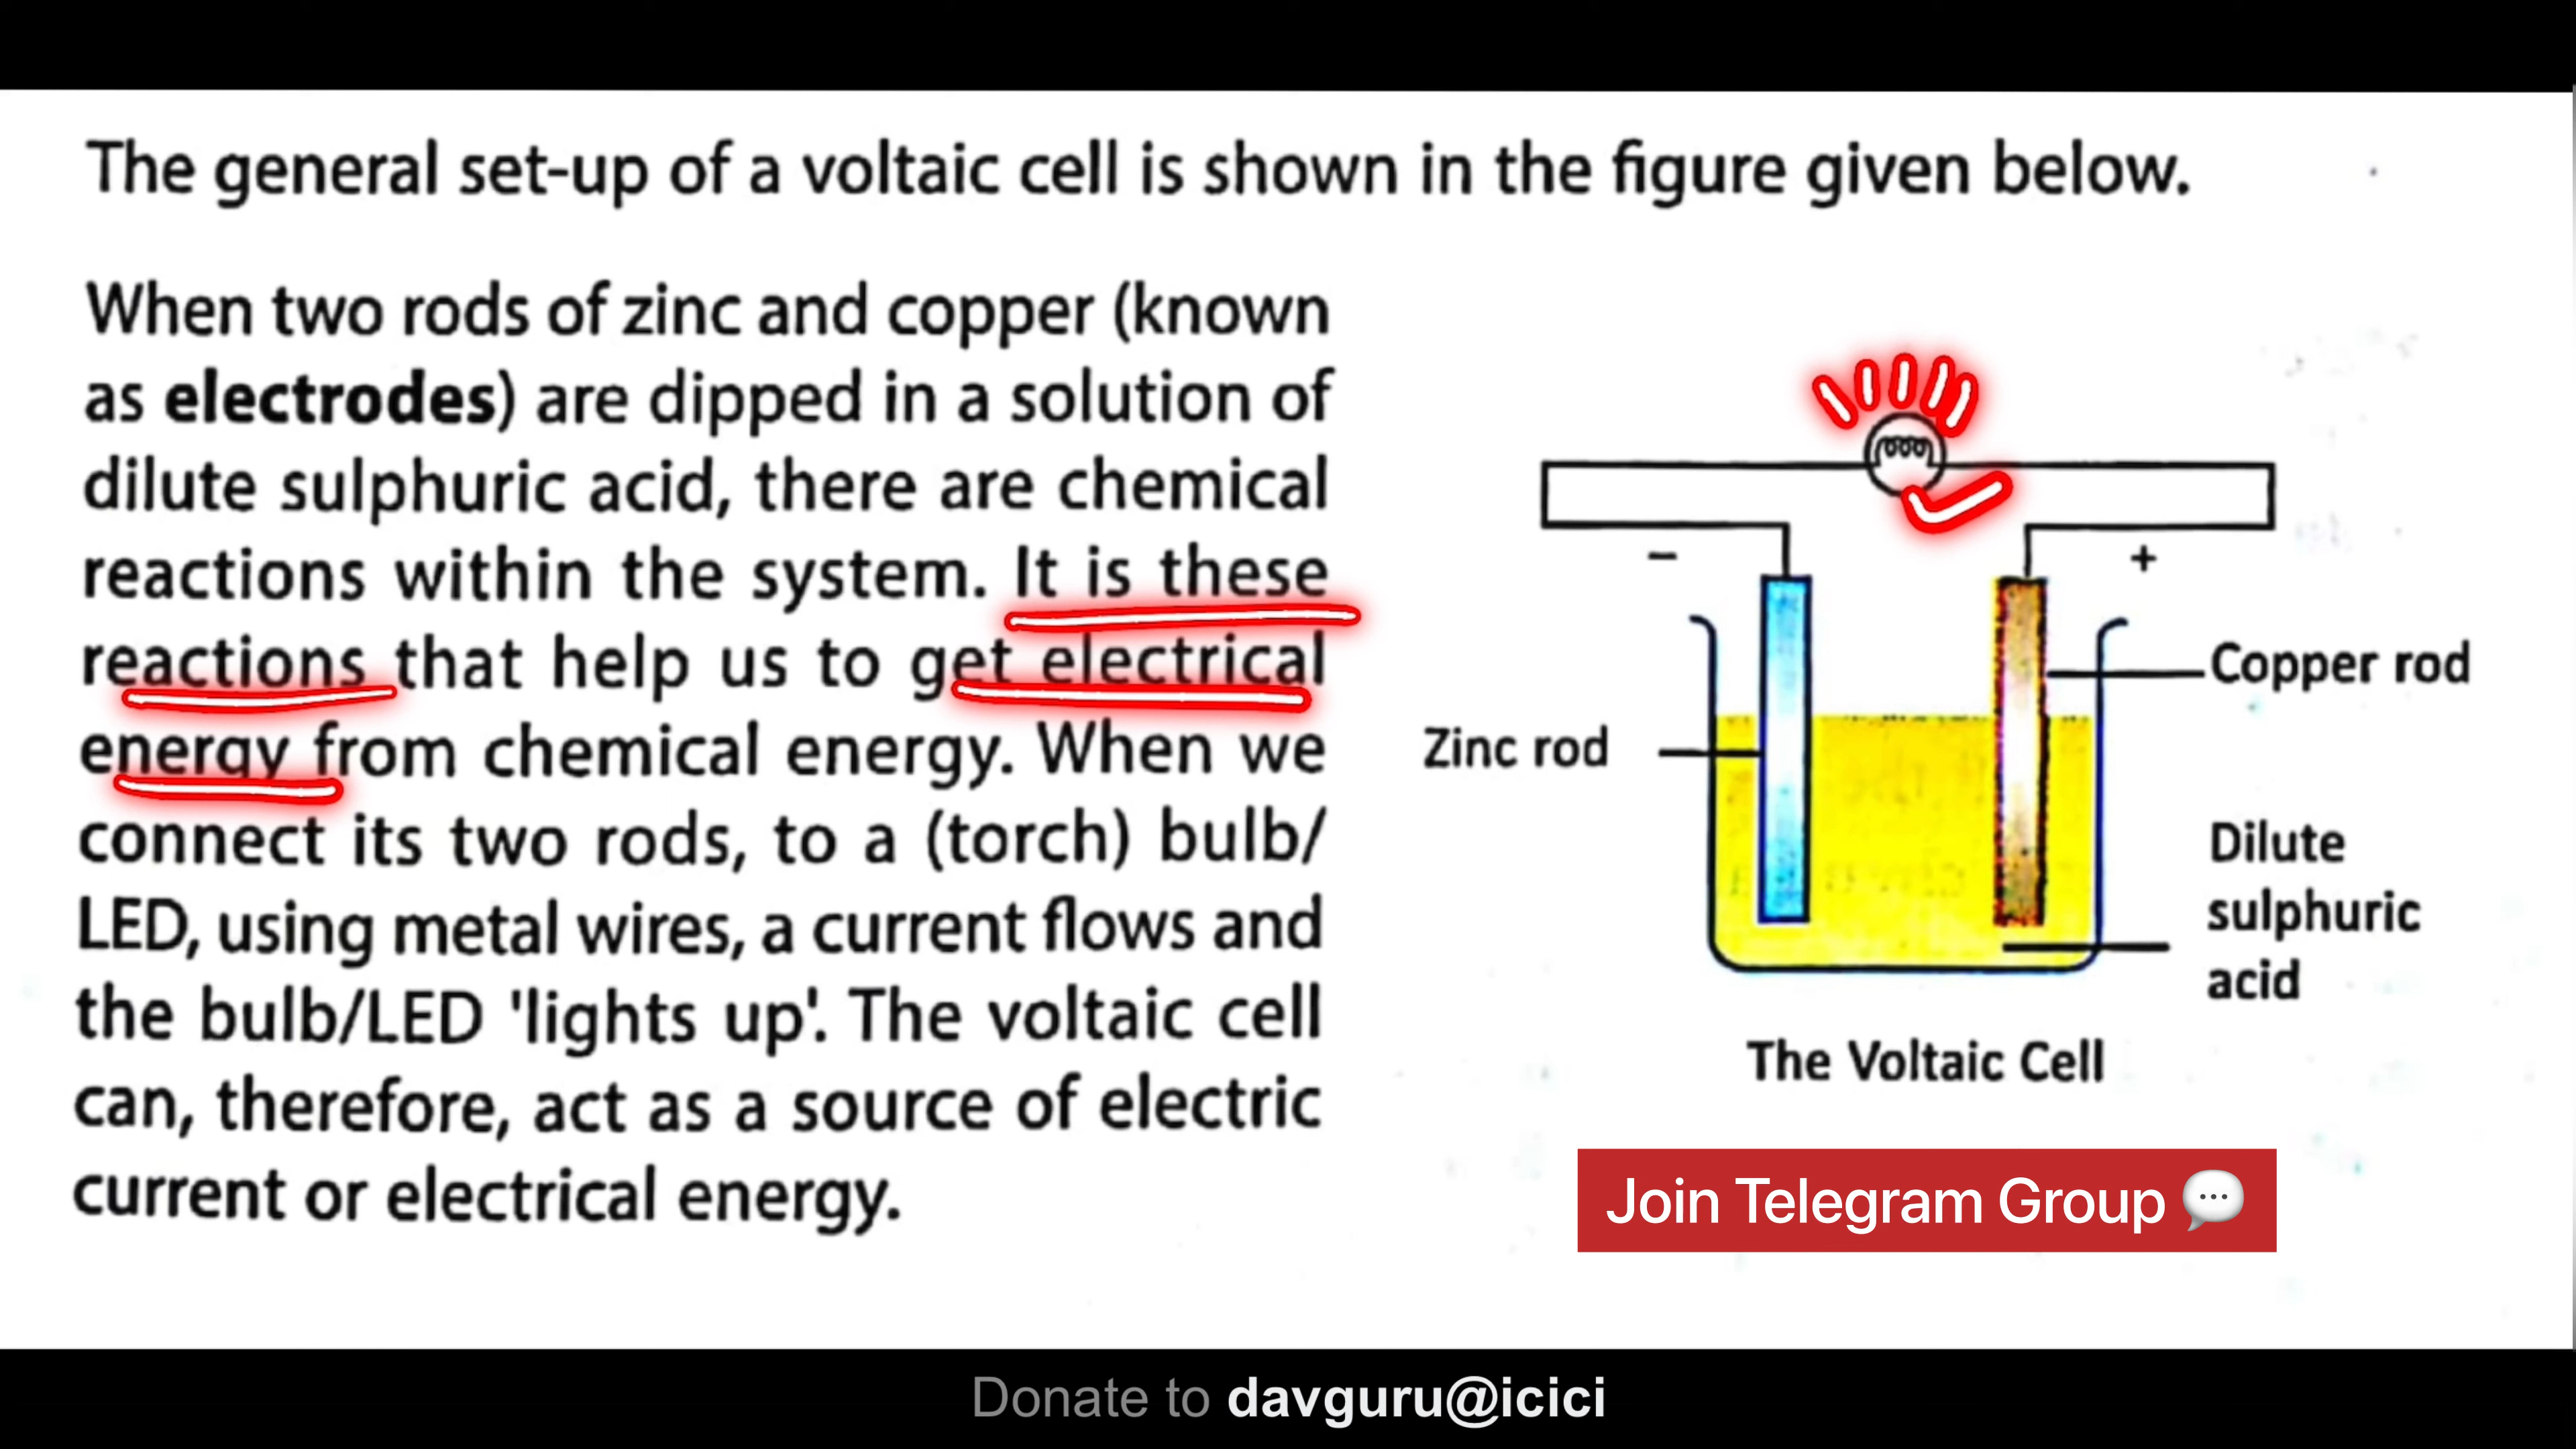 The general set-up of a voltaic cell is shown in the figure given below.
When two rods of zinc and copper (known
as electrodes) are dipped in a solution of
dilute sulphuric acid, there are chemical
reactions within the system. It is these
reactions that help us to get electrical
energy from chemical energy. When we
connect its two rods, to a (torch) bulb/
LED, using metal wires, a current flows and
the bulb/LED 'lights up'. The voltaic cell
can, therefore, act as a source of electric
current or electrical energy.
−
+
Copper rod
Zinc rod
Dilute
sulphuric
acid
The Voltaic Cell
Join Telegram Group 💬
Donate to davguru@icici